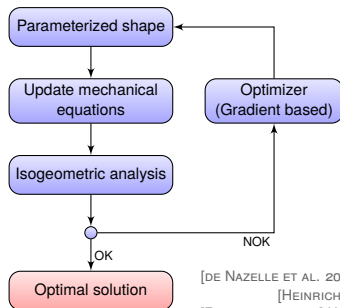 Parameterized shape
Update mechanical
equations
Optimizer
(Gradient based)
Isogeometric analysis
OK
NOK
Optimal solution
[DE NAZELLE ET AL. 20
[HEINRICH